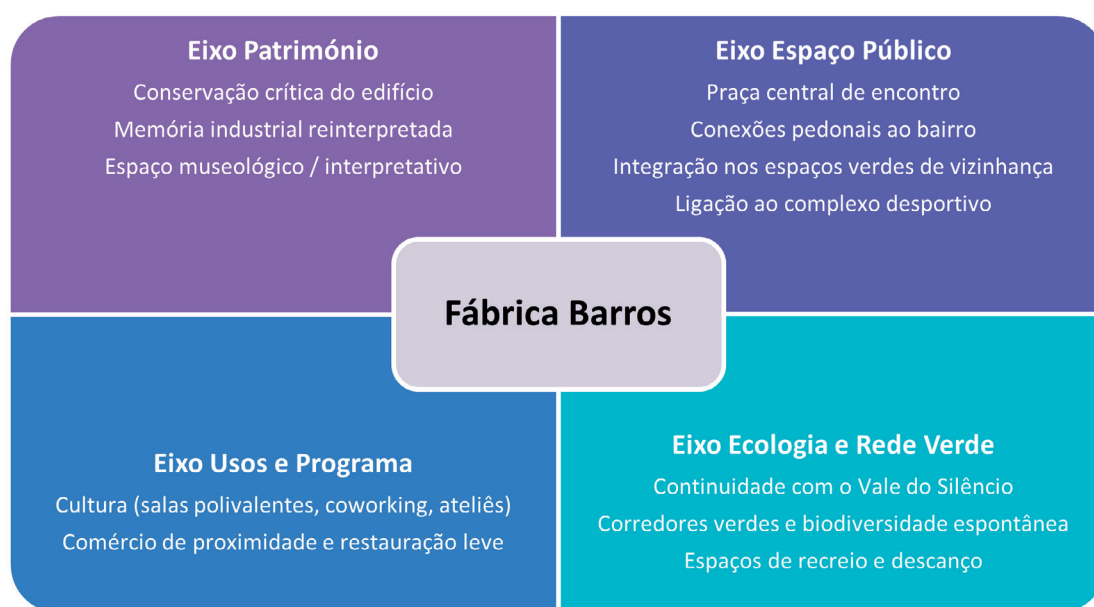 Eixo Património
Conservação crítica do edifício
Memória industrial reinterpretada
Espaço museológico / interpretativo
Eixo Espaço Público
Praça central de encontro
Conexões pedonais ao bairro
Integração nos espaços verdes de vizinhança
Ligação ao complexo desportivo
Fábrica Barros
Eixo Usos e Programa
Cultura (salas polivalentes, coworking, ateliês)
Comércio de proximidade e restauração leve
Eixo Ecologia e Rede Verde
Continuidade com o Vale do Silêncio
Corredores verdes e biodiversidade espontânea
Espaços de recreio e descanço